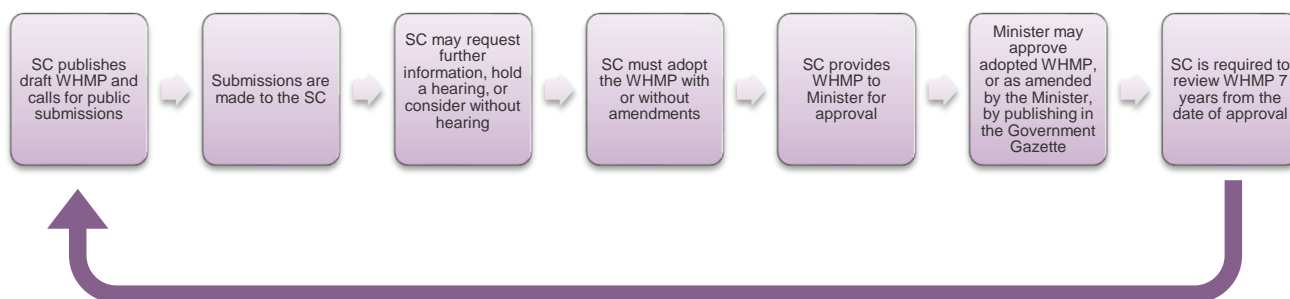 SC publishes
draft WHMP and
calls for public
submissions
Submissions are
made to the SC
SC may request
further
information, hold
a hearing, or
consider without
hearing
SC must adopt
the WHMP with
or without
amendments
SC provides
WHMP to
Minister for
approval
Minister may
approve
adopted WHMP,
or as amended
by the Minister,
by publishing in
the Government
Gazette
SC is required to
review WHMP 7
years from the
date of approval